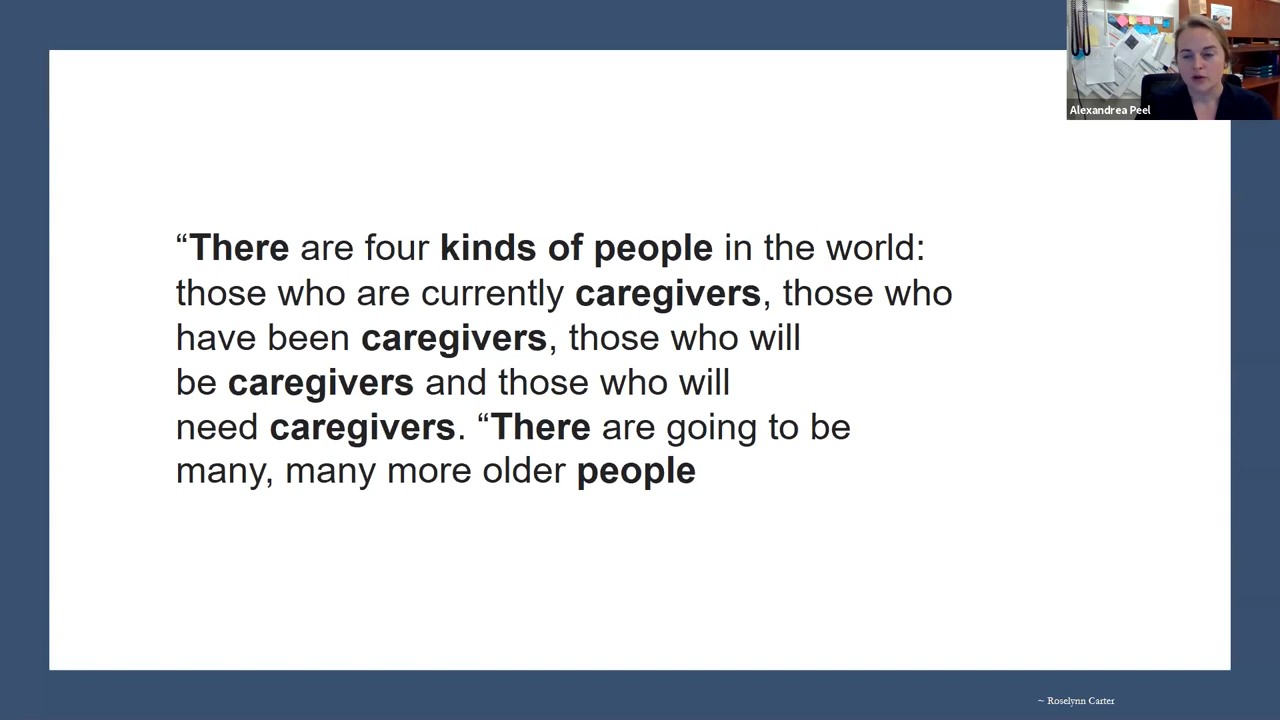 Alexandrea Peel
“There are four kinds of people in the world:
those who are currently caregivers, those who
have been caregivers, those who will
be caregivers and those who will
need caregivers. “There are going to be
many, many more older people
~ Roselynn Carter